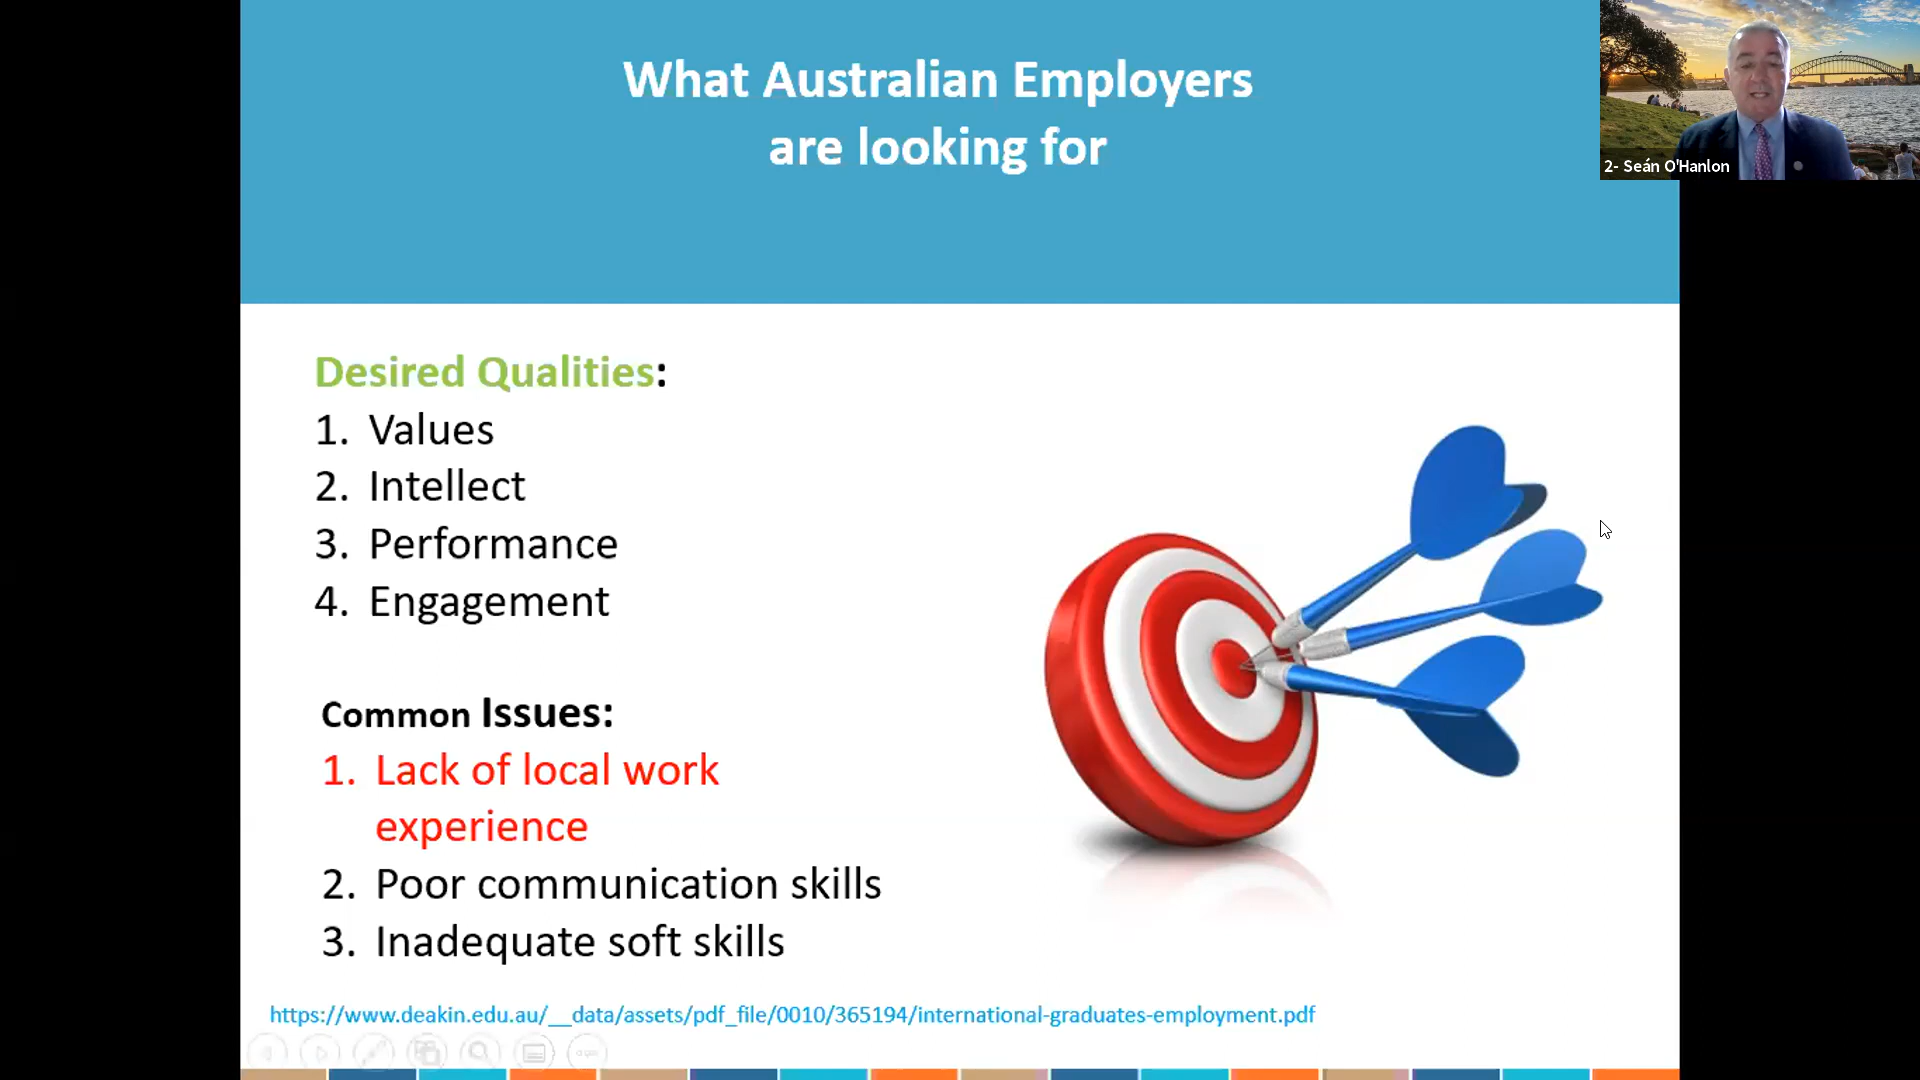 What Australian Employers
are looking for
2- Seán O'Hanlon
Desired Qualities:
1. Values
2. Intellect
3. Performance
4. Engagement
Common Issues:
1. Lack of local work
experience
2. Poor communication skills
3. Inadequate soft skills
https://www.deakin.edu.au/__data/assets/pdf_file/0010/365194/international-graduates-employment.pdf